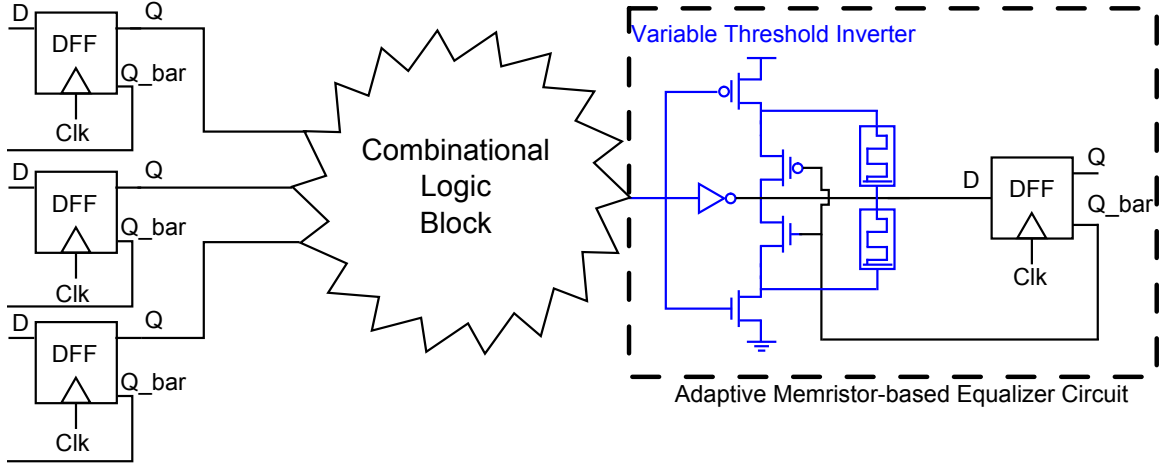 D
Q
DFF
Q_bar
Clk
D
Q
DFF
Q_bar
Clk
D
Q
DFF
Q_bar
Clk
Combinational
Logic
Block
Variable Threshold Inverter
D
DFF
Q
Q_bar
Clk
Adaptive Memristor-based Equalizer Circuit